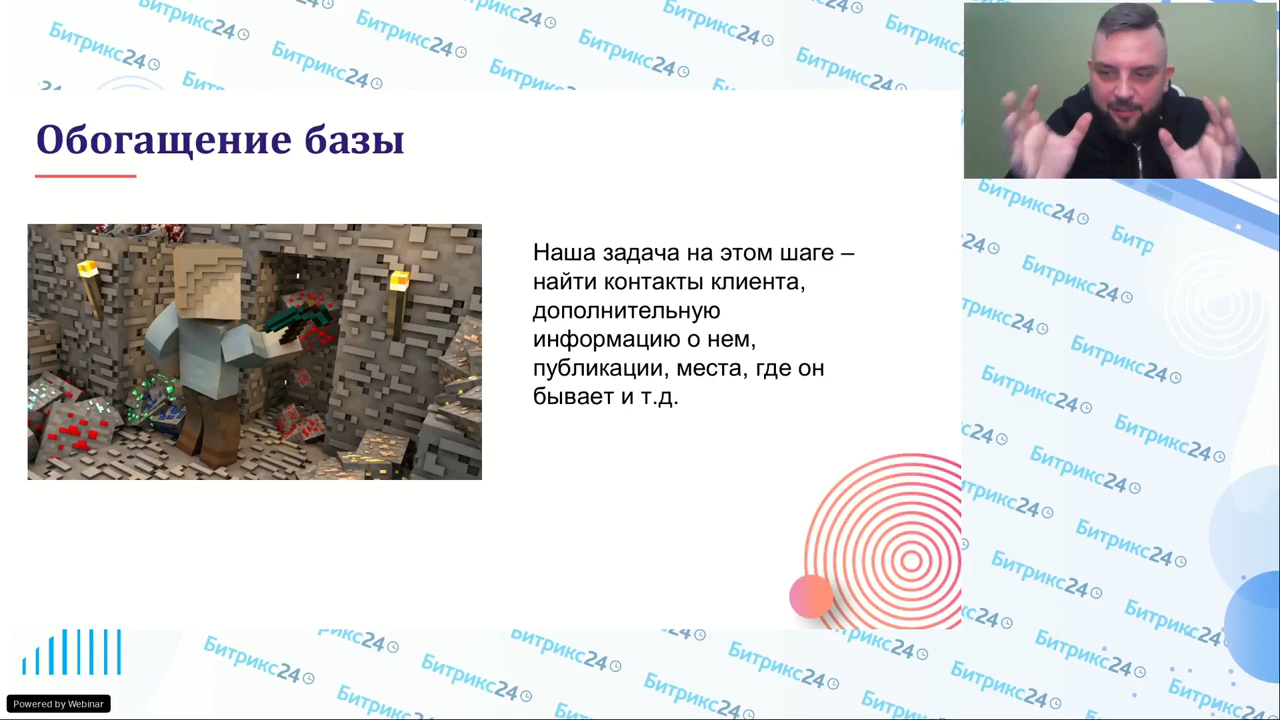 Обогащение базы
Наша задача на этом шаге –
найти контакты клиента,
дополнительную
информацию о нем,
публикации, места, где он
бывает и т.д.
Битрикс24
Powered by Webinar